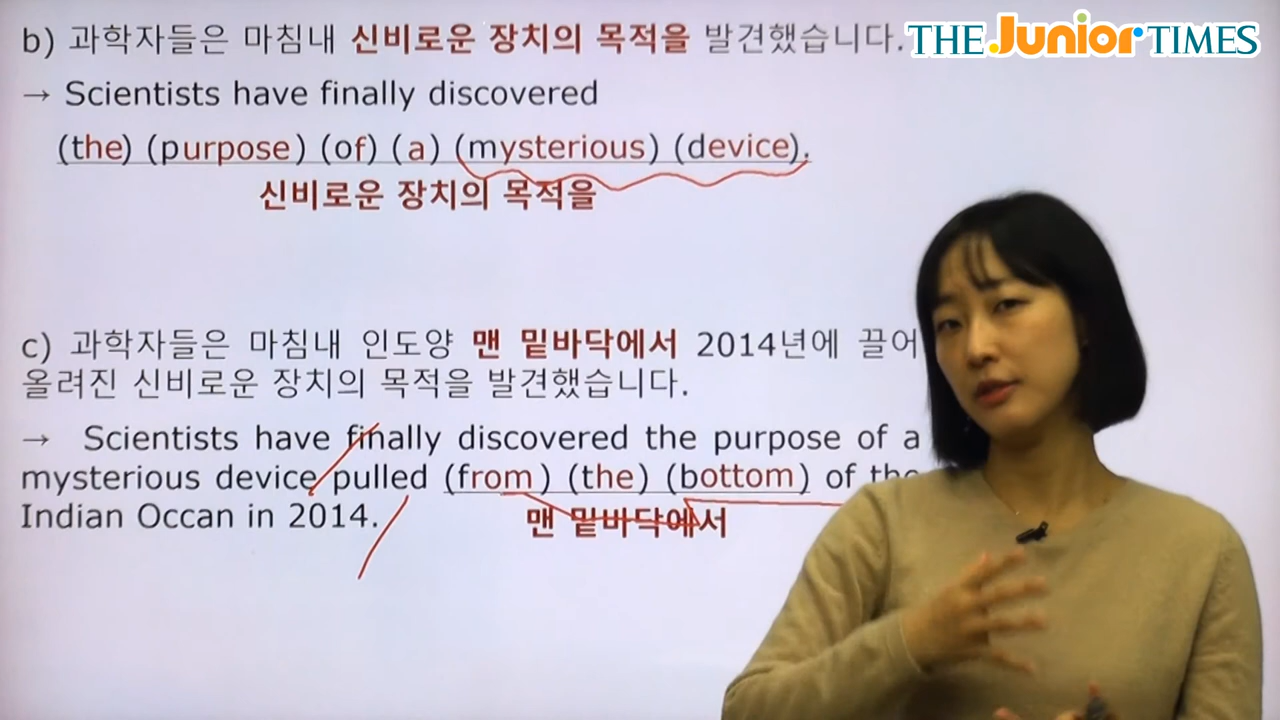 THE Junior TIMES
b) 과학자들은 마침내 신비로운 장치의 목적을 발견했습니다.
→ Scientists have finally discovered
(the) (purpose) (of) (a) (mysterious) (device).
신비로운 장치의 목적을
c) 과학자들은 마침내 인도양 맨 밑바닥에서 2014년에 끌어
올려진 신비로운 장치의 목적을 발견했습니다.
→ Scientists have finally discovered the purpose of a
mysterious device pulled (from) (the) (bottom) of the
Indian Occan in 2014.
맨 밑바닥에서